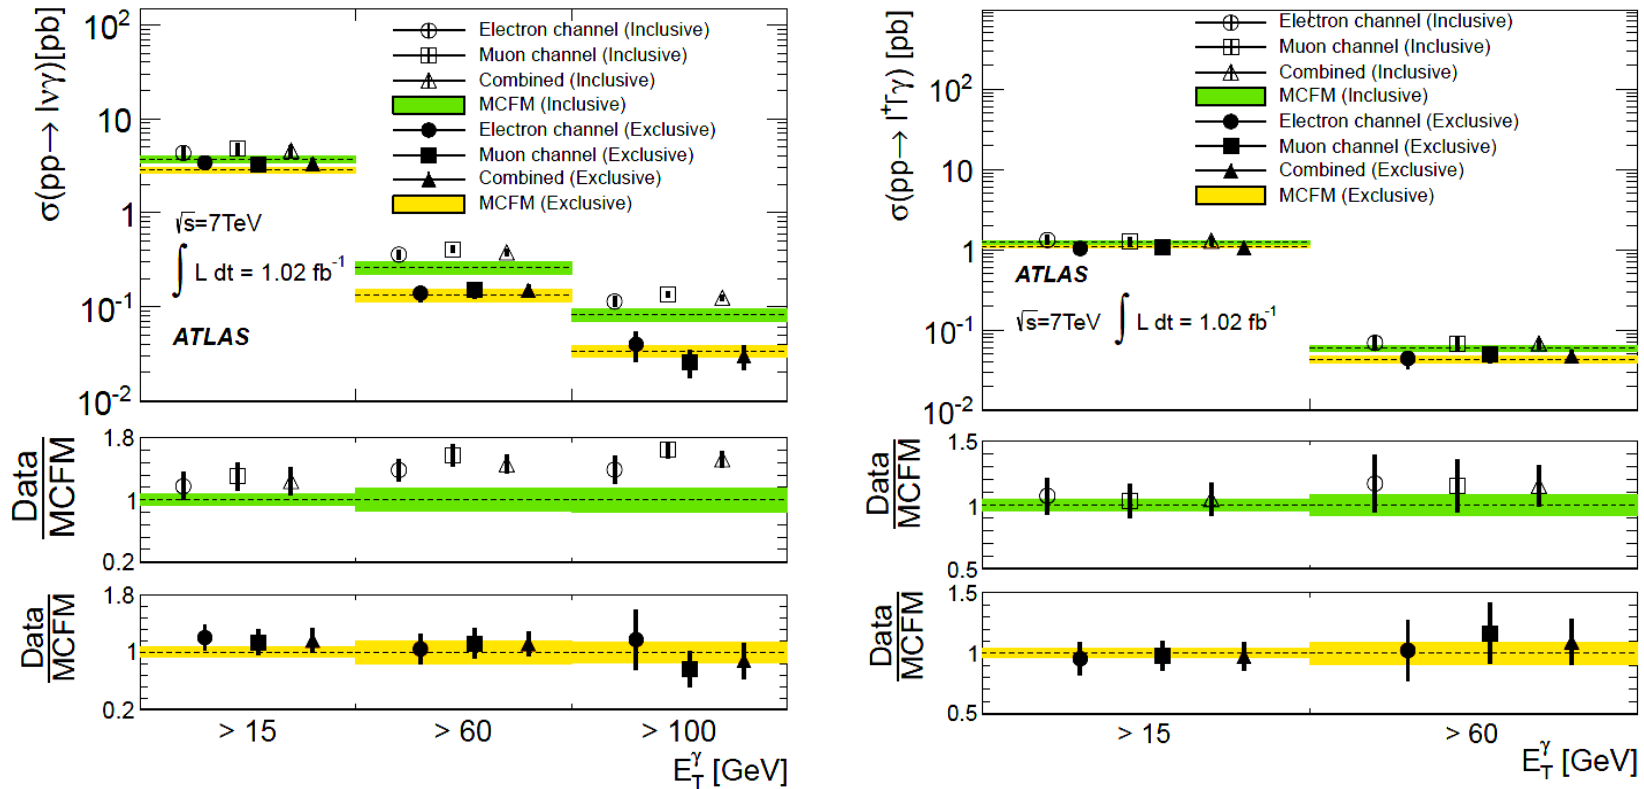 σ(pp→ lνγ)[pb]
10²
10
1
10⁻¹
10⁻²
Electron channel (Inclusive)
Muon channel (Inclusive)
Combined (Inclusive)
MCFM (Inclusive)
Electron channel (Exclusive)
Muon channel (Exclusive)
Combined (Exclusive)
MCFM (Exclusive)
√s=7TeV
∫ L dt = 1.02 fb⁻¹
ATLAS
Data
MCFM
1.8
1
0.2
Data
MCFM
1.8
1
0.2
> 15
> 60
> 100
E_T^γ [GeV]
σ(pp→ l⁺l⁻γ) [pb]
10²
10
1
10⁻¹
10⁻²
Electron channel (Inclusive)
Muon channel (Inclusive)
Combined (Inclusive)
MCFM (Inclusive)
Electron channel (Exclusive)
Muon channel (Exclusive)
Combined (Exclusive)
MCFM (Exclusive)
ATLAS
√s=7TeV ∫ L dt = 1.02 fb⁻¹
Data
MCFM
1.5
1
0.5
Data
MCFM
1.5
1
0.5
> 15
> 60
E_T^γ [GeV]